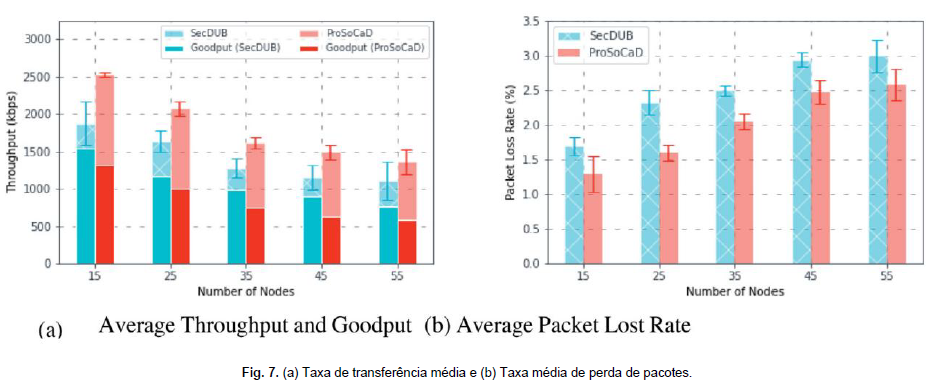 SecDUB
Goodput (SecDUB)
ProSoCaD
Goodput (ProSoCaD)
Throughput (kbps)
3000
2500
2000
1500
1000
500
0
15 25 35 45 55
Number of Nodes
SecDUB
ProSoCaD
Packet Loss Rate (%)
3.5
3.0
2.5
2.0
1.5
1.0
0.5
0.0
15 25 35 45 55
Number of Nodes
(a) Average Throughput and Goodput (b) Average Packet Lost Rate
Fig. 7. (a) Taxa de transferência média e (b) Taxa média de perda de pacotes.